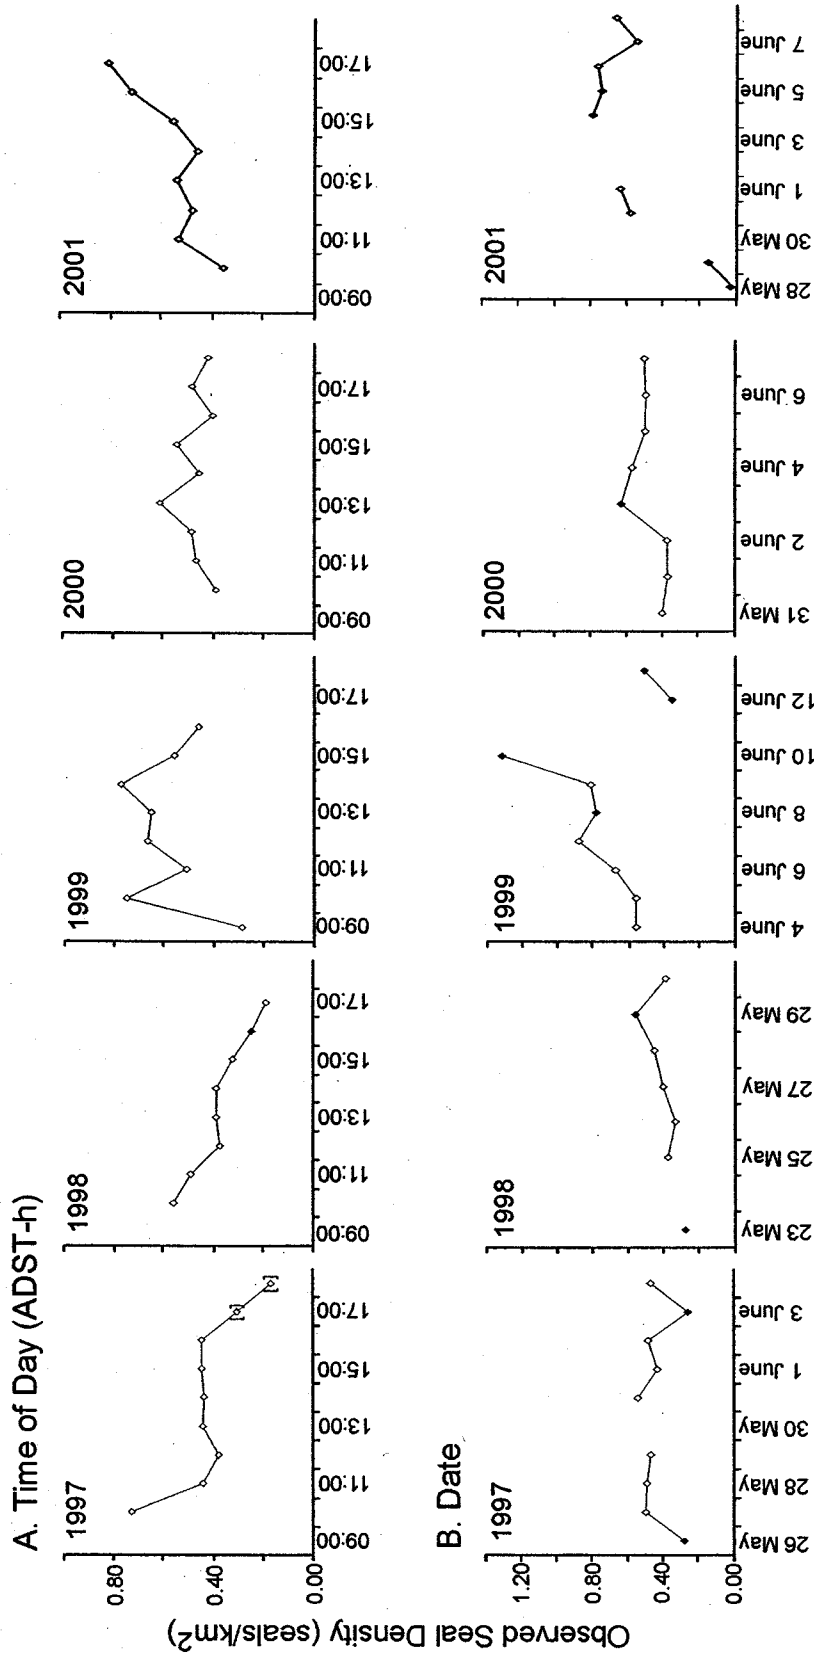 A. Time of Day (ADST-h)
1997
1998
1999
2000
2001
0.80
0.40
0.00
09:00
11:00
13:00
15:00
17:00
09:00
11:00
13:00
15:00
17:00
09:00
11:00
13:00
15:00
17:00
09:00
11:00
13:00
15:00
17:00
09:00
11:00
13:00
15:00
17:00
Observed Seal Density (seals/km²)
B. Date
1997
1998
1999
2000
2001
1.20
0.80
0.40
0.00
26 May
28 May
30 May
1 June
3 June
23 May
25 May
27 May
29 May
4 June
6 June
8 June
10 June
12 June
31 May
2 June
4 June
6 June
28 May
30 May
1 June
3 June
5 June
7 June